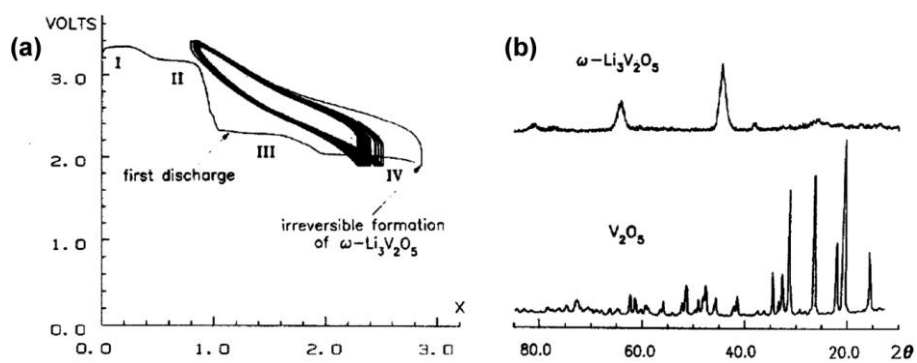 (a)
VOLTS
3.0
2.0
1.0
0.0
I
II
III
IV
first discharge
irreversible formation
of ω-Li₃V₂O₅
X
0.0 1.0 2.0 3.0
(b)
ω-Li₃V₂O₅
V₂O₅
80.0 60.0 40.0 20.0 2θ